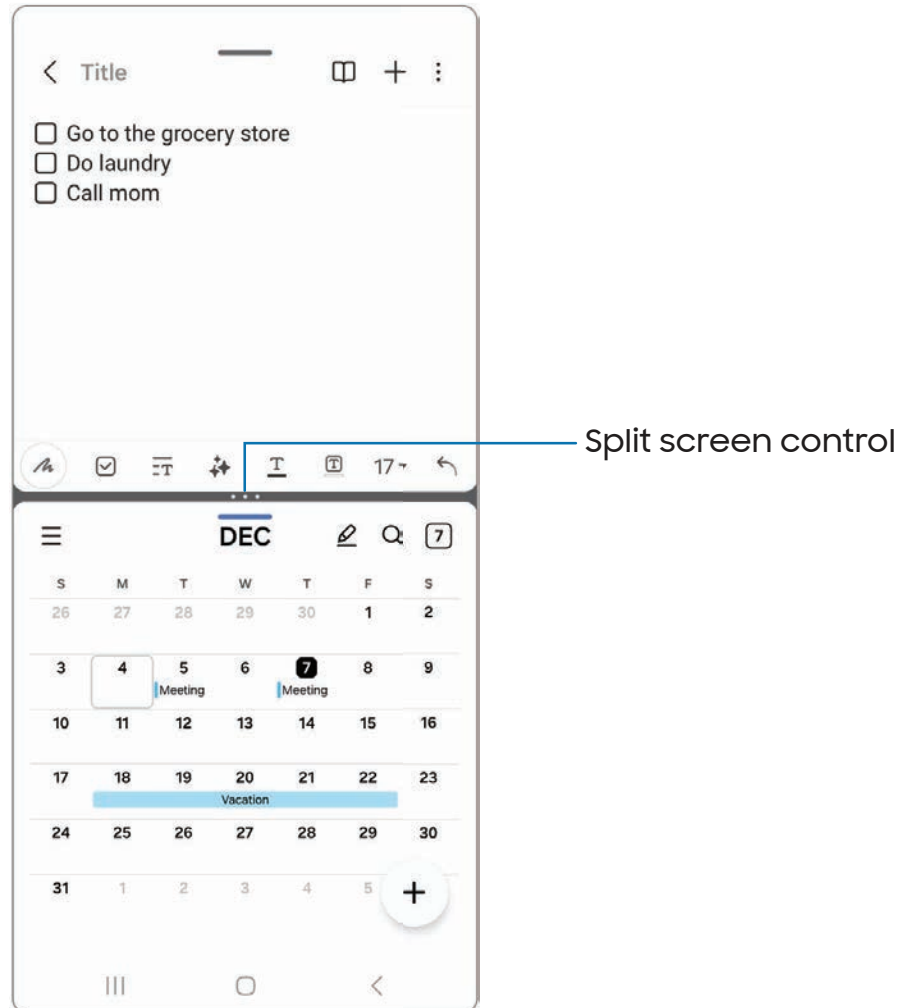 Title
Go to the grocery store
Do laundry
Call mom
17
Split screen control
DEC
7
S M T W T F S
26 27 28 29 30 1 2
3 4 5 6 7 8 9
Meeting Meeting
10 11 12 13 14 15 16
17 18 19 20 21 22 23
Vacation
24 25 26 27 28 29 30
31 1 2 3 4 5